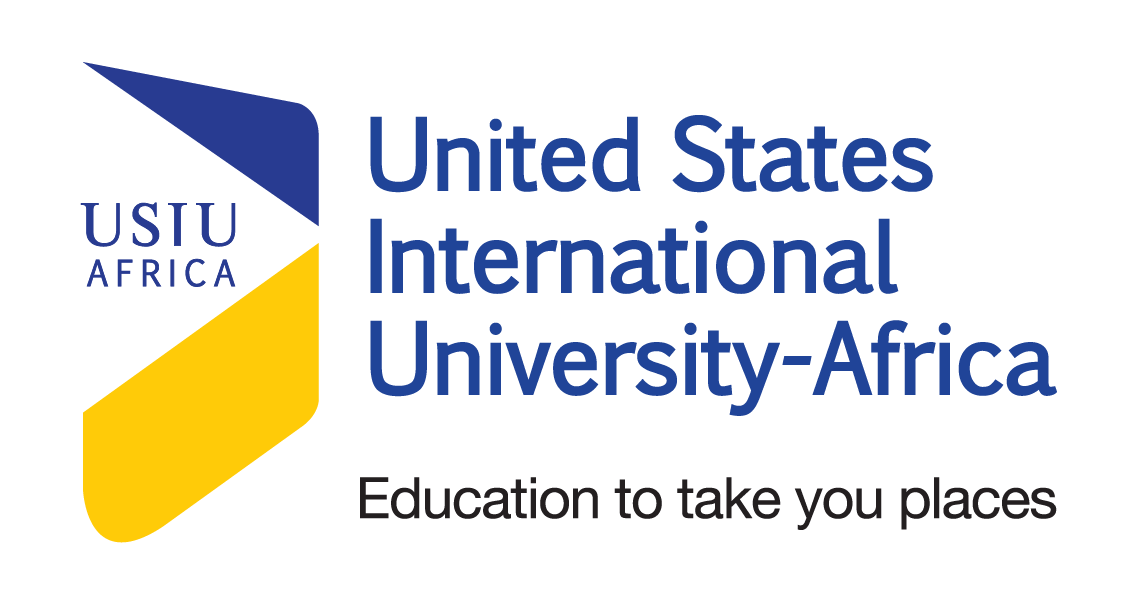 USIU
AFRICA
United States
International
University-Africa
Education to take you places